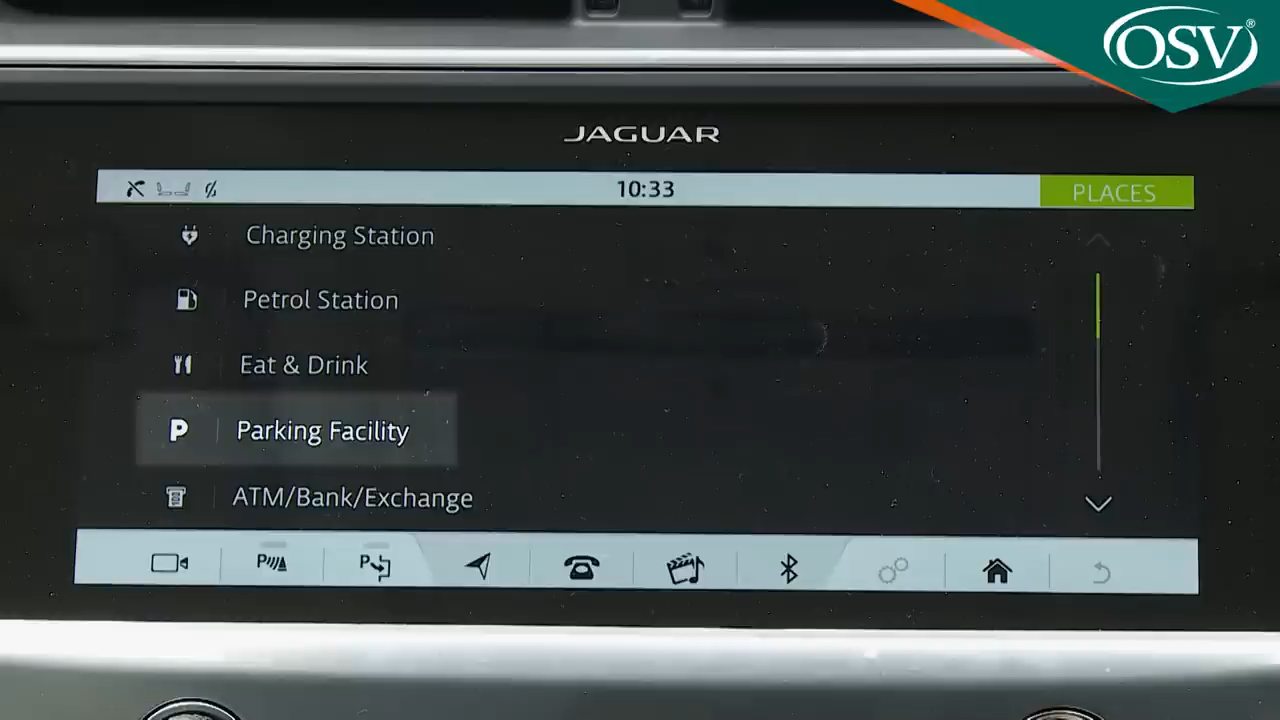 OSV®
JAGUAR
10:33
PLACES
Charging Station
Petrol Station
Eat & Drink
P Parking Facility
ATM/Bank/Exchange
P
P